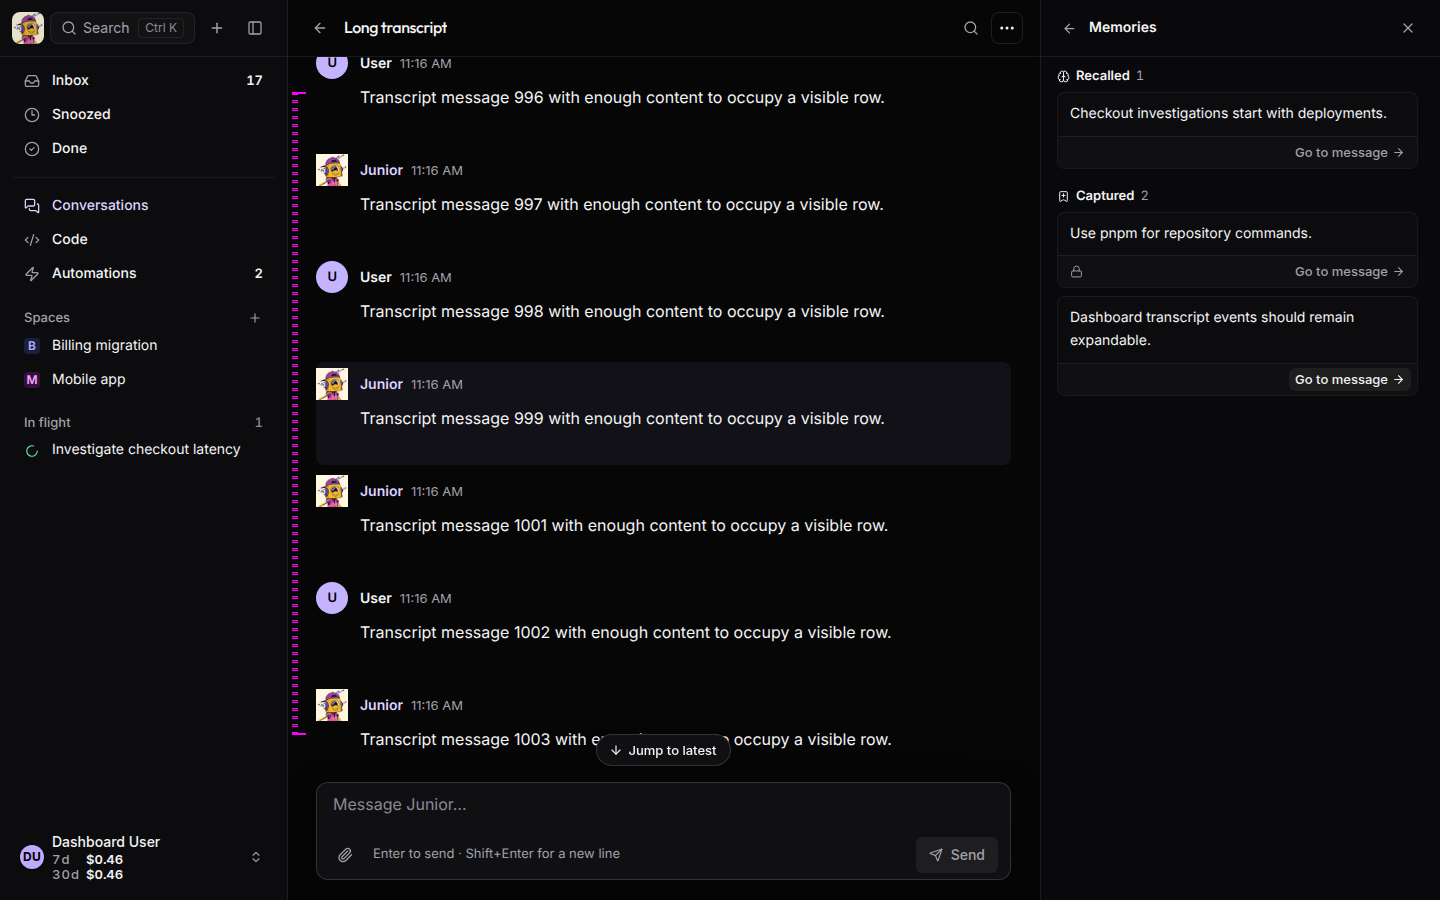 Search Ctrl K
Inbox 17
Snoozed
Done
Conversations
Code
Automations 2
Spaces
B Billing migration
M Mobile app
In flight 1
Investigate checkout latency
DU Dashboard User
7d $0.46
30d $0.46
Long transcript
U User 11:16 AM
Transcript message 996 with enough content to occupy a visible row.
Junior 11:16 AM
Transcript message 997 with enough content to occupy a visible row.
U User 11:16 AM
Transcript message 998 with enough content to occupy a visible row.
Junior 11:16 AM
Transcript message 999 with enough content to occupy a visible row.
Junior 11:16 AM
Transcript message 1001 with enough content to occupy a visible row.
U User 11:16 AM
Transcript message 1002 with enough content to occupy a visible row.
Junior 11:16 AM
Transcript message 1003 with occupy a visible row.
Jump to latest
Message Junior...
Enter to send · Shift+Enter for a new line
Send
Memories
Recalled 1
Checkout investigations start with deployments.
Go to message
Captured 2
Use pnpm for repository commands.
Go to message
Dashboard transcript events should remain
expandable.
Go to message